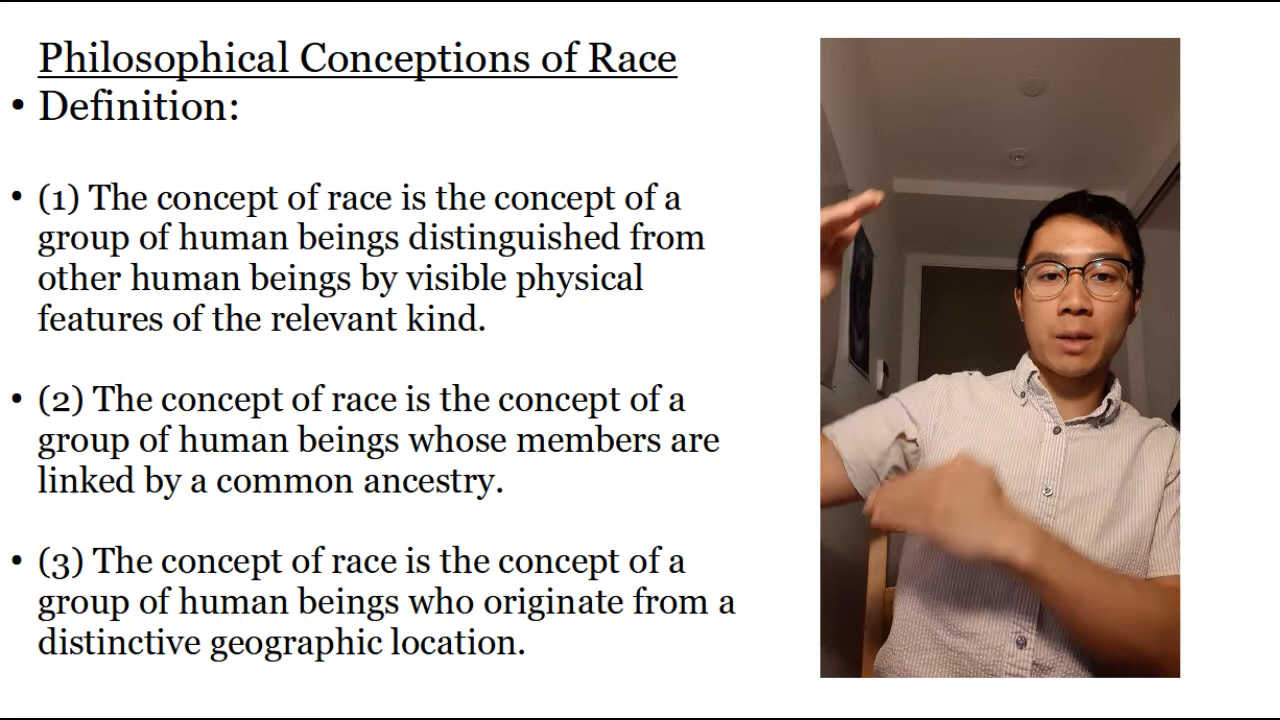 Philosophical Conceptions of Race
• Definition:
• (1) The concept of race is the concept of a
group of human beings distinguished from
other human beings by visible physical
features of the relevant kind.
• (2) The concept of race is the concept of a
group of human beings whose members are
linked by a common ancestry.
• (3) The concept of race is the concept of a
group of human beings who originate from a
distinctive geographic location.